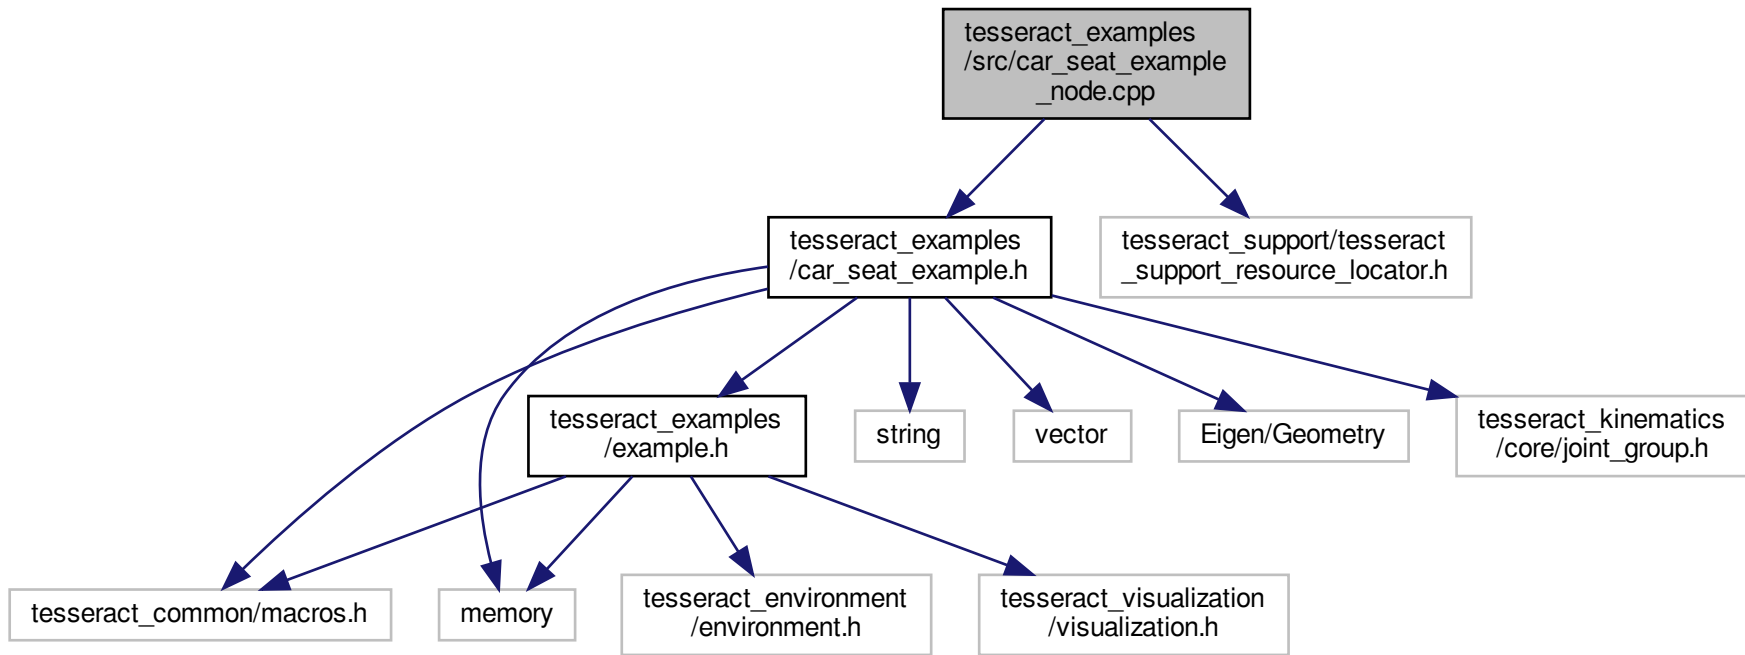 tesseract_examples
/src/car_seat_example
_node.cpp
tesseract_examples
/car_seat_example.h
tesseract_support/tesseract
_support_resource_locator.h
tesseract_examples
/example.h
string
vector
Eigen/Geometry
tesseract_kinematics
/core/joint_group.h
tesseract_common/macros.h
memory
tesseract_environment
/environment.h
tesseract_visualization
/visualization.h